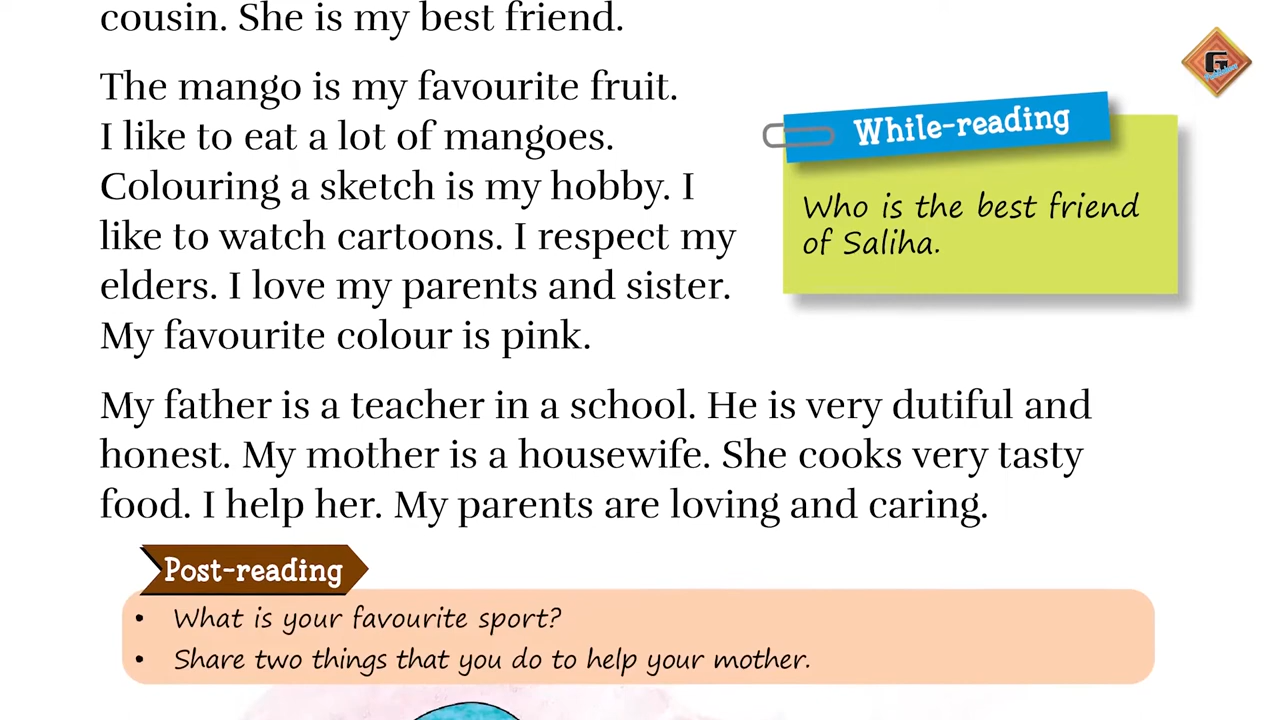 cousin. She is my best friend.
The mango is my favourite fruit.
I like to eat a lot of mangoes.
Colouring a sketch is my hobby. I
like to watch cartoons. I respect my
elders. I love my parents and sister.
My favourite colour is pink.
While-reading
Who is the best friend
of Saliha.
My father is a teacher in a school. He is very dutiful and
honest. My mother is a housewife. She cooks very tasty
food. I help her. My parents are loving and caring.
Post-reading
• What is your favourite sport?
• Share two things that you do to help your mother.
G